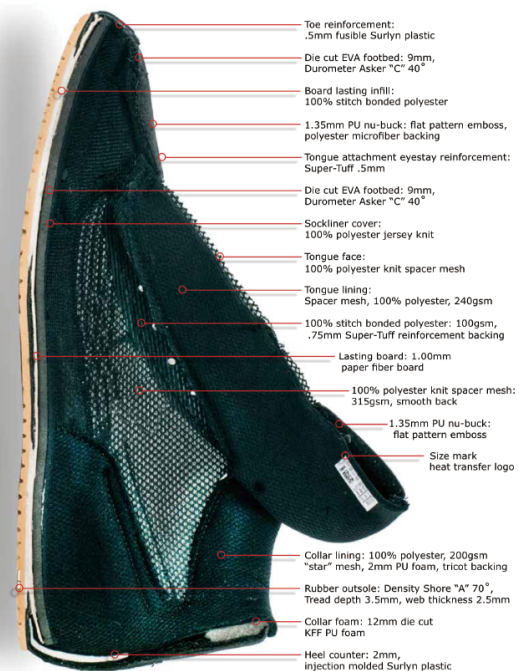 Toe reinforcement:
.5mm fusible Surlyn plastic
Die cut EVA footbed: 9mm,
Durometer Asker "C" 40˚
Board lasting infill:
100% stitch bonded polyester
1.35mm PU nu-buck: flat pattern emboss,
polyester microfiber backing
Tongue attachment eyestay reinforcement:
Super-Tuff .5mm
Die cut EVA footbed: 9mm,
Durometer Asker "C" 40˚
Sockliner cover:
100% polyester jersey knit
Tongue face:
100% polyester knit spacer mesh
Tongue lining:
Spacer mesh, 100% polyester, 240gsm
100% stitch bonded polyester: 100gsm,
.75mm Super-Tuff reinforcement backing
Lasting board: 1.00mm
paper fiber board
100% polyester knit spacer mesh:
315gsm, smooth back
1.35mm PU nu-buck:
flat pattern emboss
Size mark
heat transfer logo
Collar lining: 100% polyester, 200gsm
"star" mesh, 2mm PU foam, tricot backing
Rubber outsole: Density Shore "A" 70˚,
Tread depth 3.5mm, web thickness 2.5mm
Collar foam: 12mm die cut
KFF PU foam
Heel counter: 2mm,
injection molded Surlyn plastic